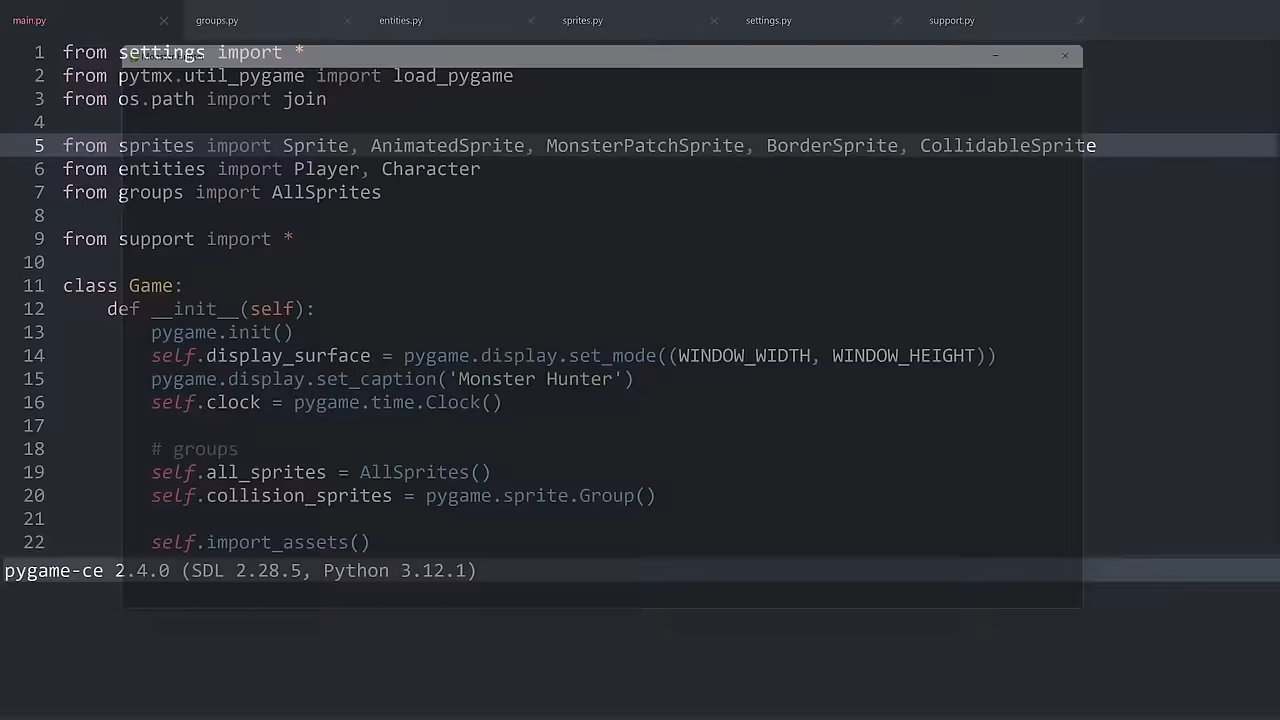 main.py groups.py entities.py sprites.py settings.py support.py
1 from settings import *
2 from pytmx.util_pygame import load_pygame
3 from os.path import join
4
5 from sprites import Sprite, AnimatedSprite, MonsterPatchSprite, BorderSprite, CollidableSprite
6 from entities import Player, Character
7 from groups import AllSprites
8
9 from support import *
10
11 class Game:
12     def __init__(self):
13         pygame.init()
14         self.display_surface = pygame.display.set_mode((WINDOW_WIDTH, WINDOW_HEIGHT))
15         pygame.display.set_caption('Monster Hunter')
16         self.clock = pygame.time.Clock()
17
18         # groups
19         self.all_sprites = AllSprites()
20         self.collision_sprites = pygame.sprite.Group()
21
22         self.import_assets()
pygame-ce 2.4.0 (SDL 2.28.5, Python 3.12.1)